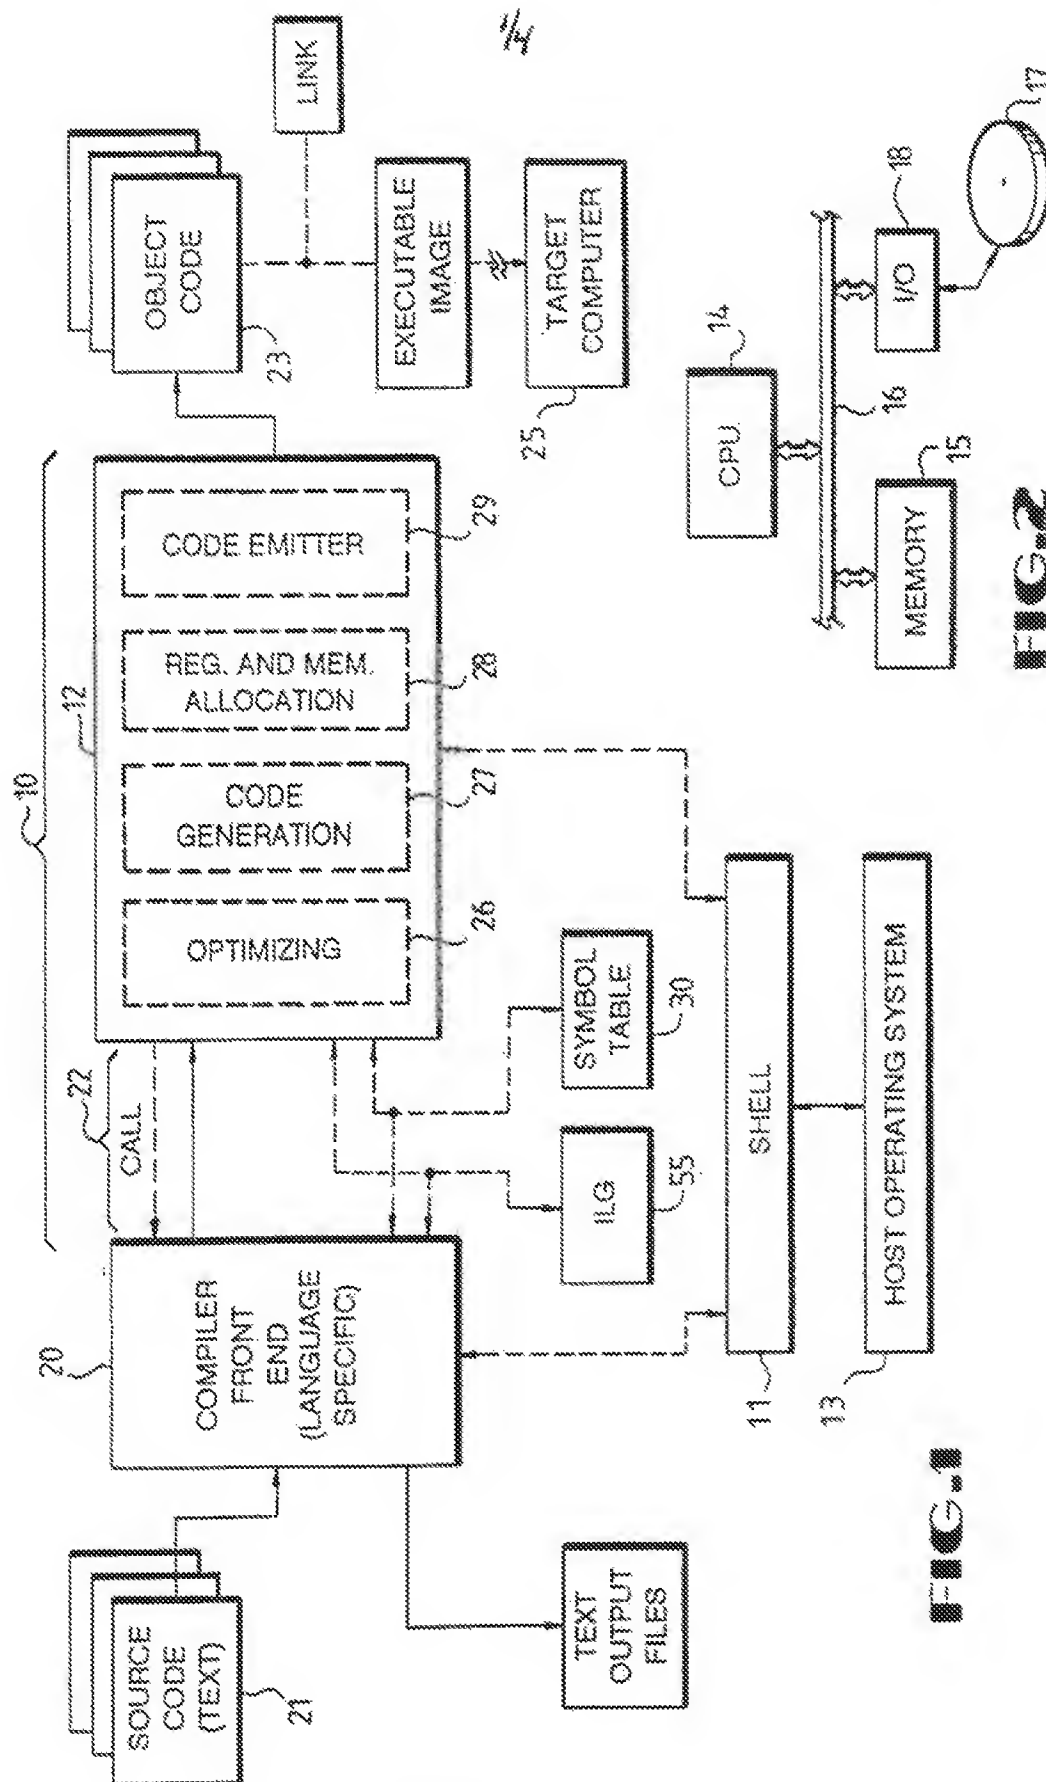 1/4
SOURCE
CODE
(TEXT)
21
TEXT
OUTPUT
FILES
20
COMPILER
FRONT
END
(LANGUAGE
SPECIFIC)
10
22
CALL
12
OPTIMIZING
26
CODE
GENERATION
27
REG. AND MEM.
ALLOCATION
28
CODE EMITTER
29
OBJECT
CODE
23
LINK
EXECUTABLE
IMAGE
TARGET
COMPUTER
25
ILG
55
SYMBOL
TABLE
30
SHELL
11
HOST OPERATING SYSTEM
13
FIG.1
CPU.
14
16
MEMORY
15
I/O
18
17
FIG.2